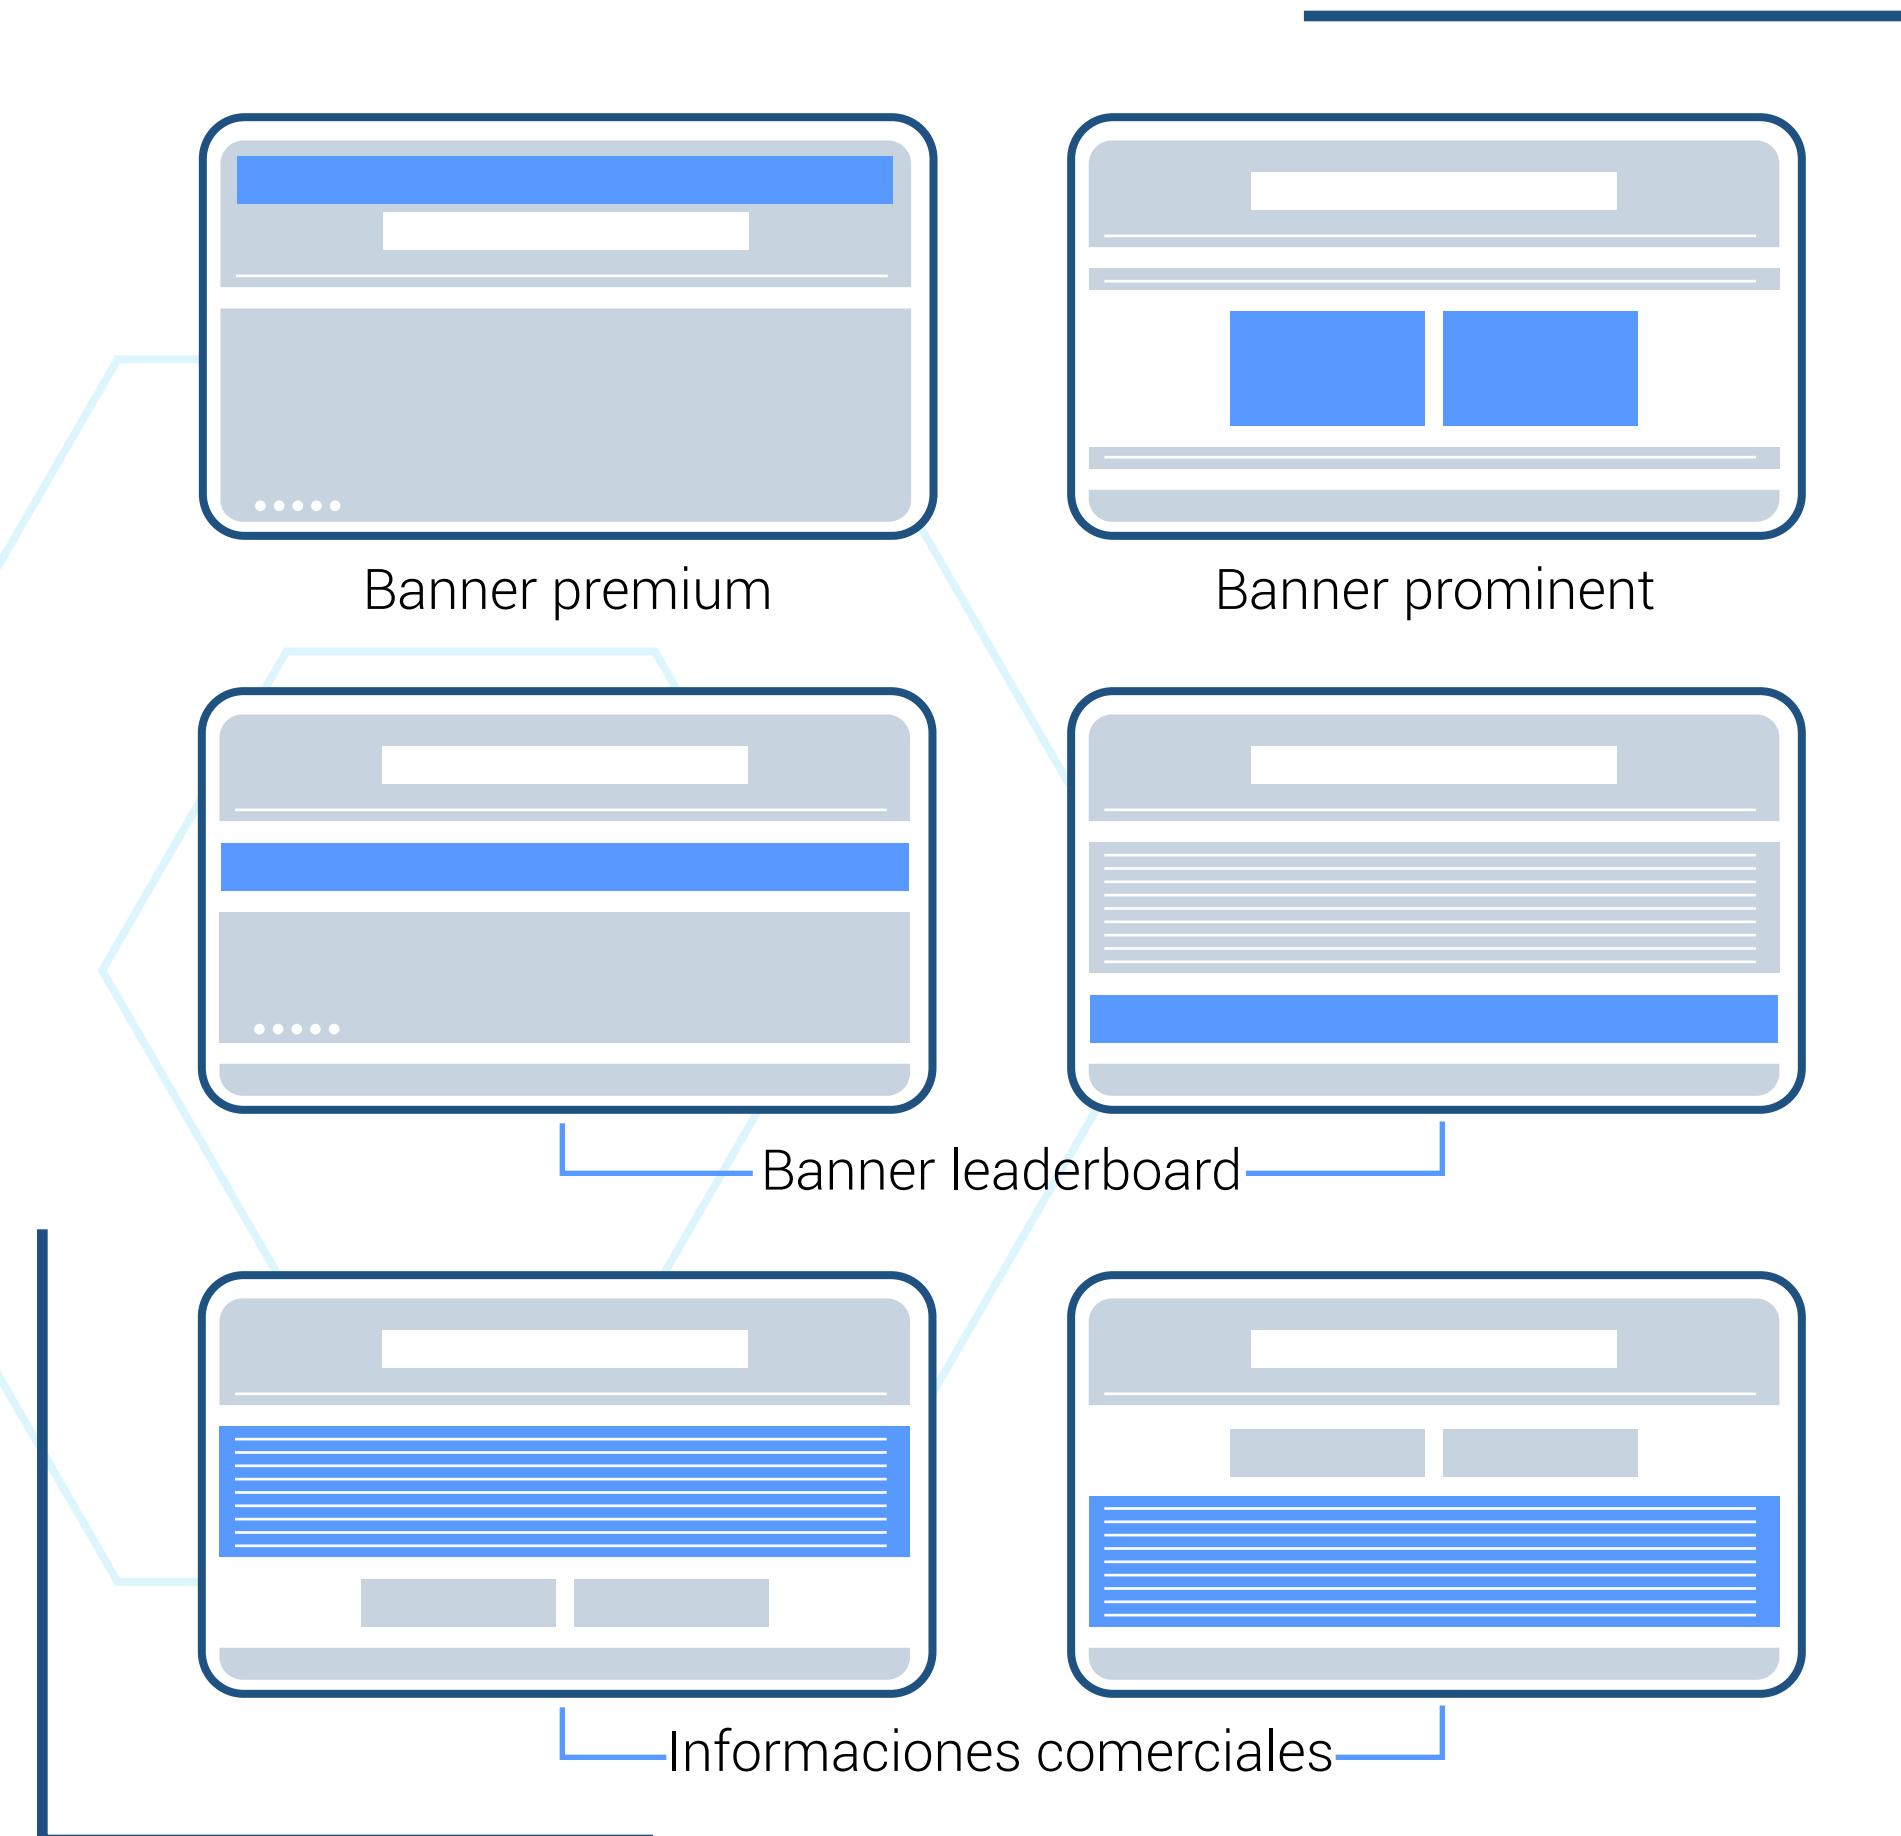 Banner premium
Banner prominent
Banner leaderboard
Informaciones comerciales